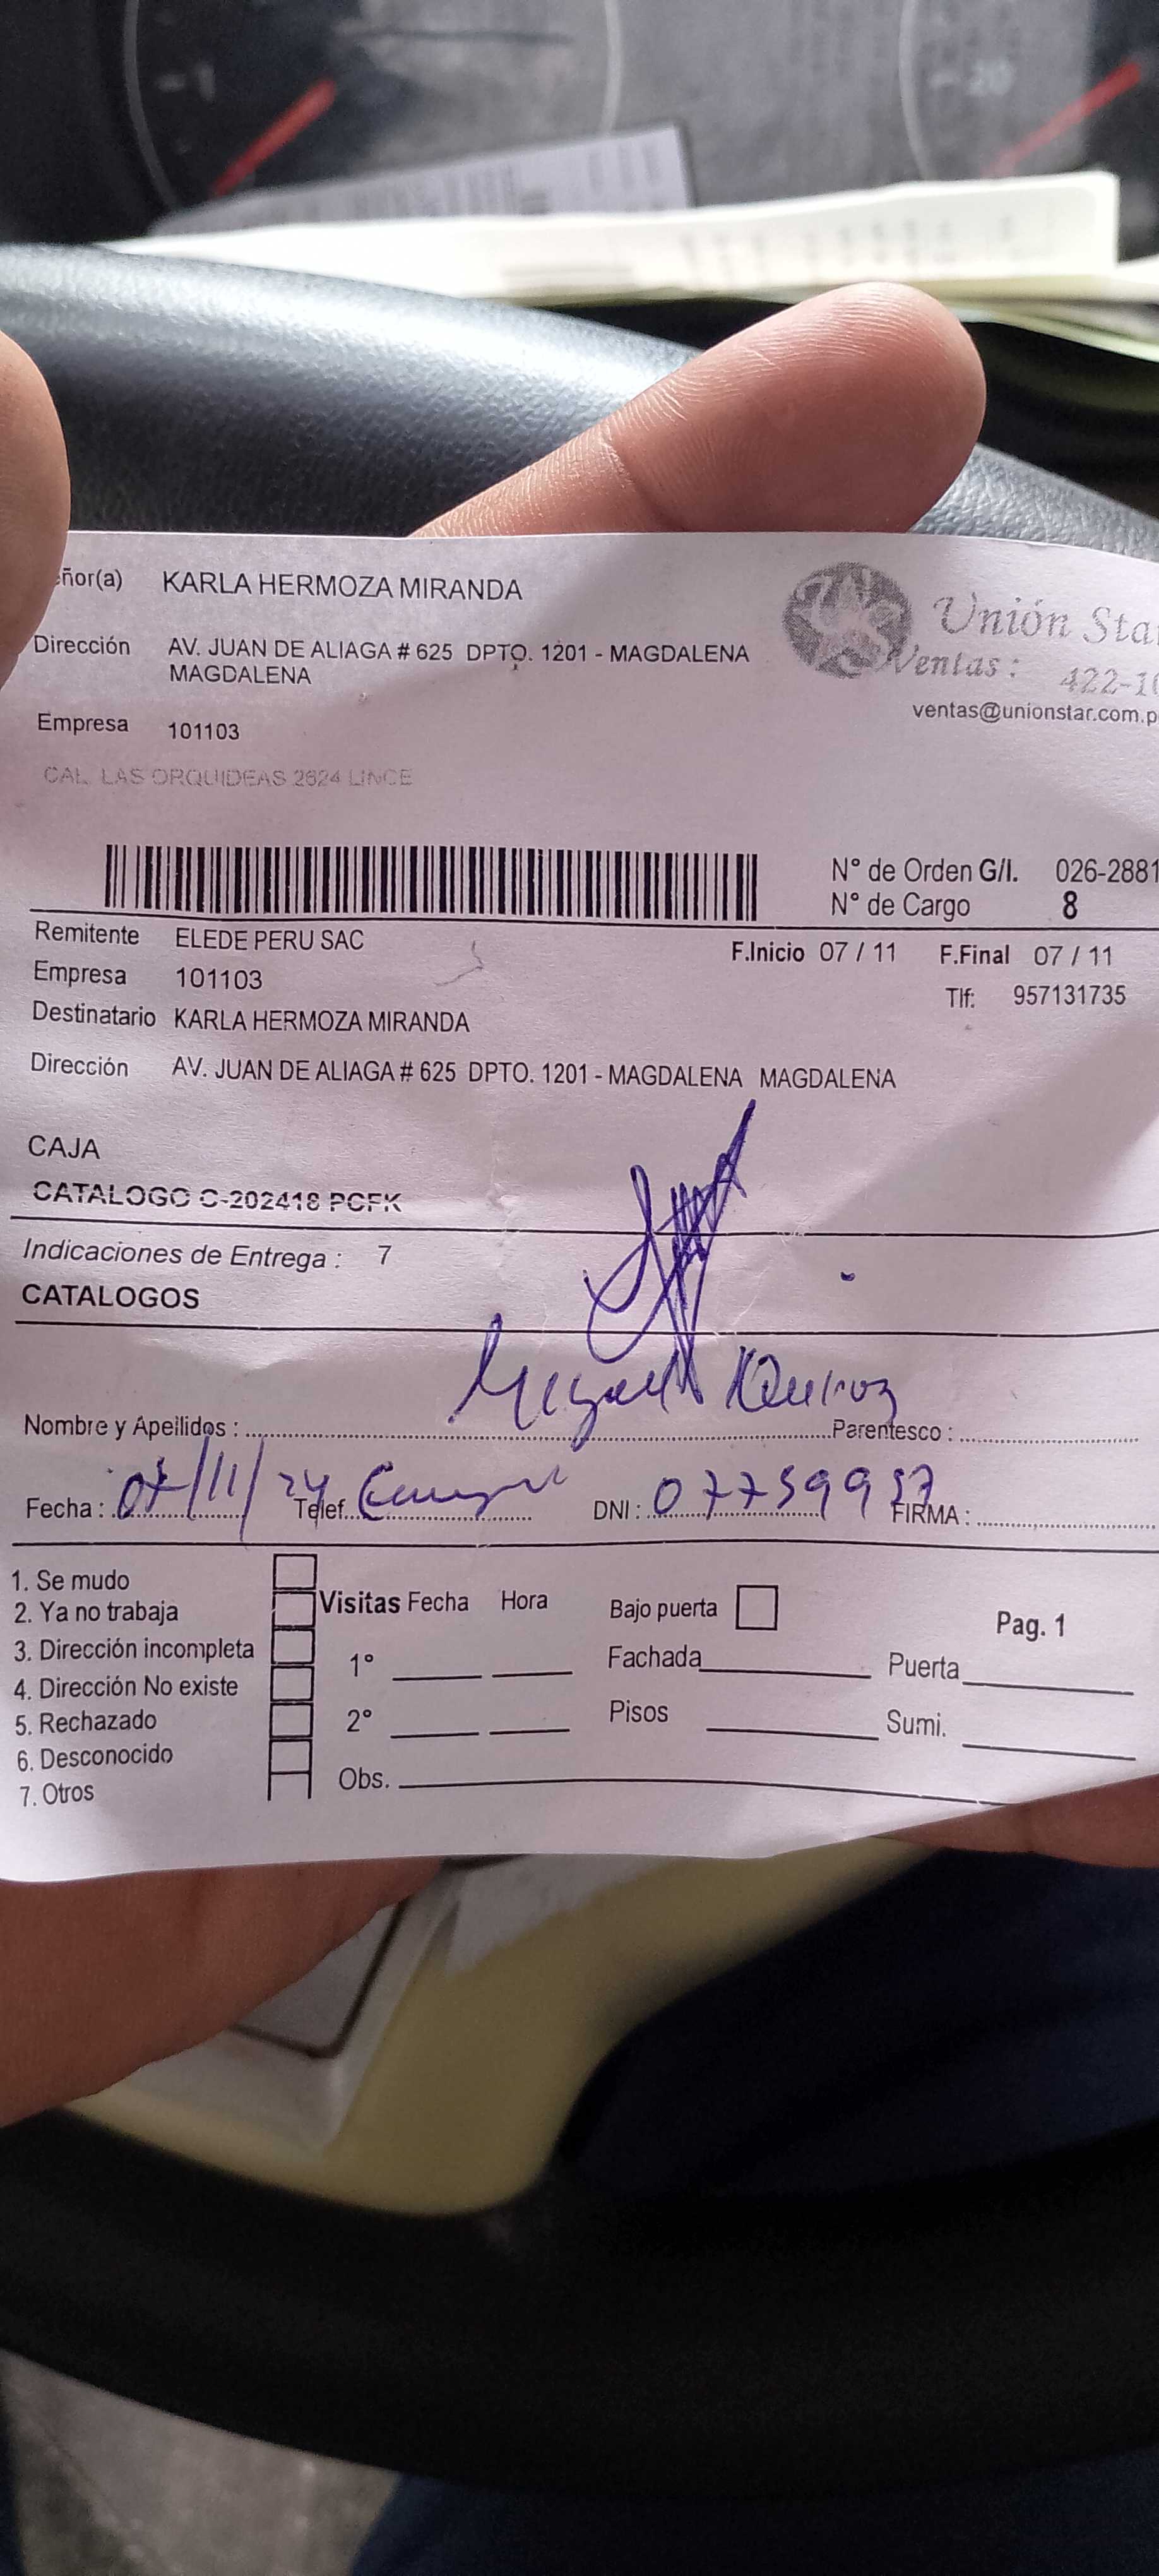 eñor(a) KARLA HERMOZA MIRANDA
Unión Sta
Dirección AV. JUAN DE ALIAGA # 625 DPTO. 1201 - MAGDALENA
MAGDALENA
Ventas: 422-10
ventas@unionstar.com.p
Empresa 101103
CAL. LAS ORQUIDEAS 2624 LINCE
N° de Orden G/I. 026-2881
N° de Cargo 8
Remitente ELEDE PERU SAC
F.Inicio 07 / 11 F.Final 07 / 11
Empresa 101103
Tlf: 957131735
Destinatario KARLA HERMOZA MIRANDA
Dirección AV. JUAN DE ALIAGA # 625 DPTO. 1201 - MAGDALENA MAGDALENA
CAJA
CATALOGO C-202418 PCFK
Indicaciones de Entrega : 7
CATALOGOS
Nombre y Apellidos : Miguel Quiroz Parentesco :
Fecha : 07/11/24 Telef. DNI : 07759957 FIRMA :
1. Se mudo
2. Ya no trabaja
3. Dirección incompleta
4. Dirección No existe
5. Rechazado
6. Desconocido
7. Otros
Visitas Fecha Hora
1°
2°
Obs.
Bajo puerta
Fachada
Pisos
Pag. 1
Puerta
Sumi.
1
20